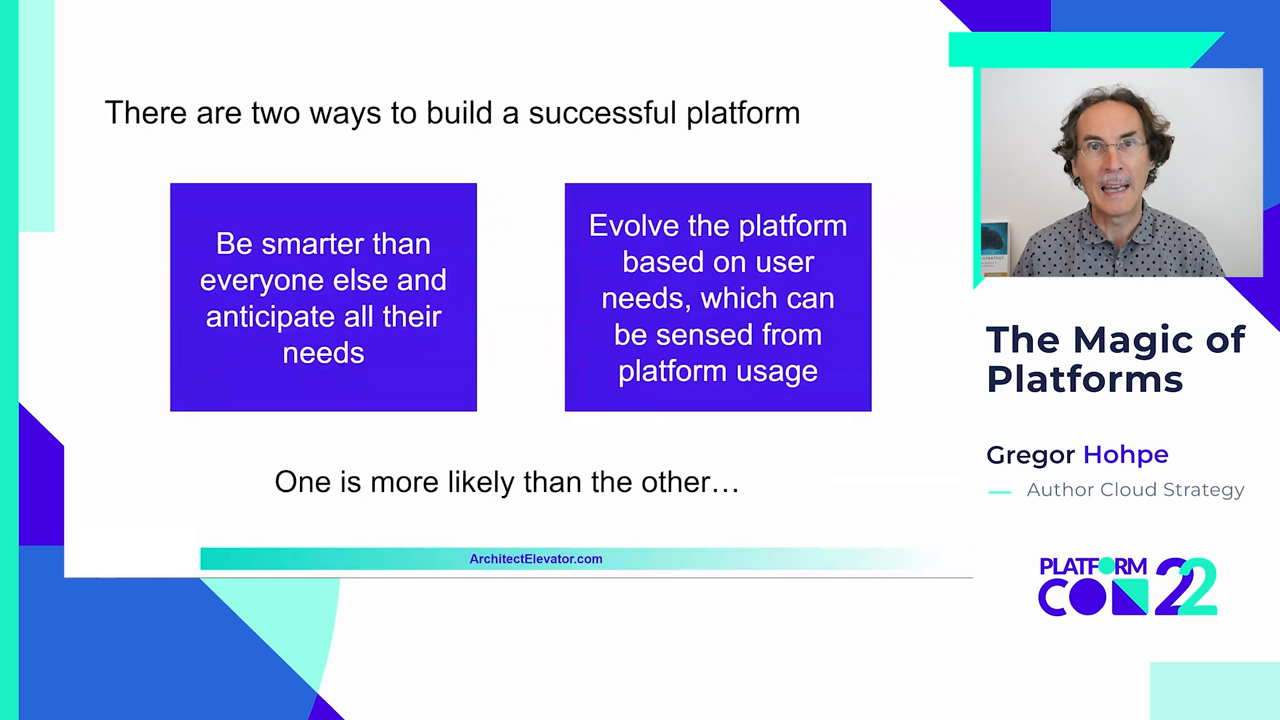 There are two ways to build a successful platform
Be smarter than
everyone else and
anticipate all their
needs
Evolve the platform
based on user
needs, which can
be sensed from
platform usage
One is more likely than the other…
ArchitectElevator.com
STRATEGY
The Magic of
Platforms
Gregor Hohpe
Author Cloud Strategy
PLATFORM
CON 22